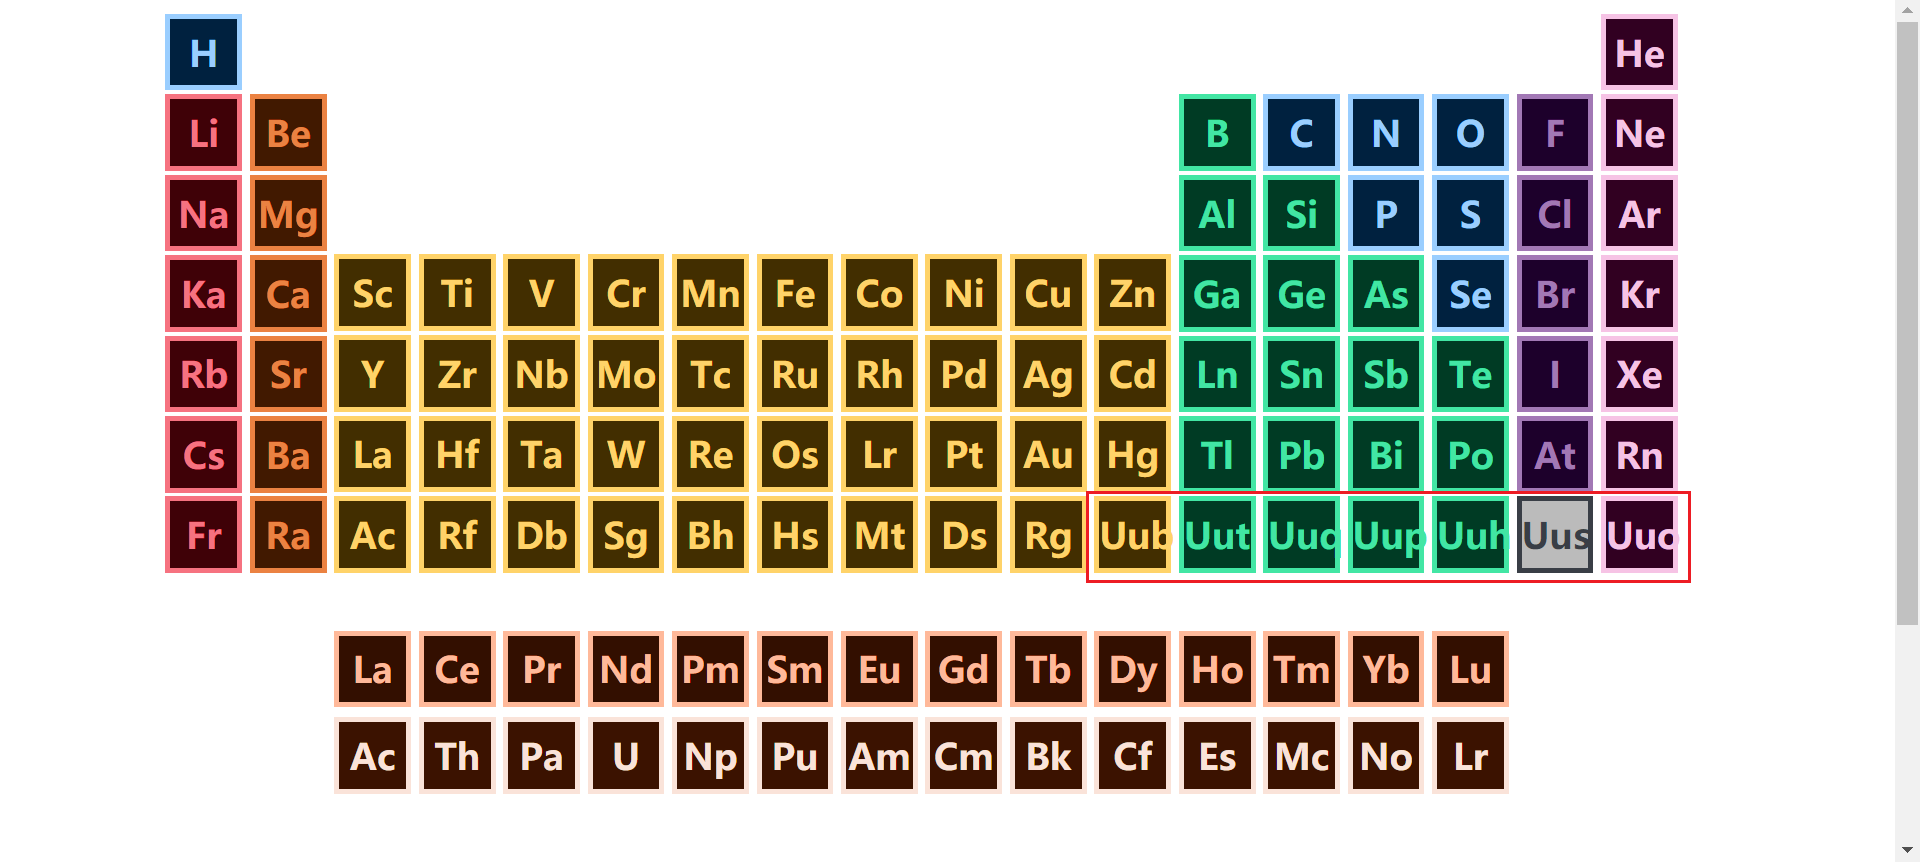 H He
Li Be B C N O F Ne
Na Mg Al Si P S Cl Ar
Ka Ca Sc Ti V Cr Mn Fe Co Ni Cu Zn Ga Ge As Se Br Kr
Rb Sr Y Zr Nb Mo Tc Ru Rh Pd Ag Cd Ln Sn Sb Te I Xe
Cs Ba La Hf Ta W Re Os Lr Pt Au Hg Tl Pb Bi Po At Rn
Fr Ra Ac Rf Db Sg Bh Hs Mt Ds Rg Uub Uut Uuq Uup Uuh Uus Uuo
La Ce Pr Nd Pm Sm Eu Gd Tb Dy Ho Tm Yb Lu
Ac Th Pa U Np Pu Am Cm Bk Cf Es Mc No Lr